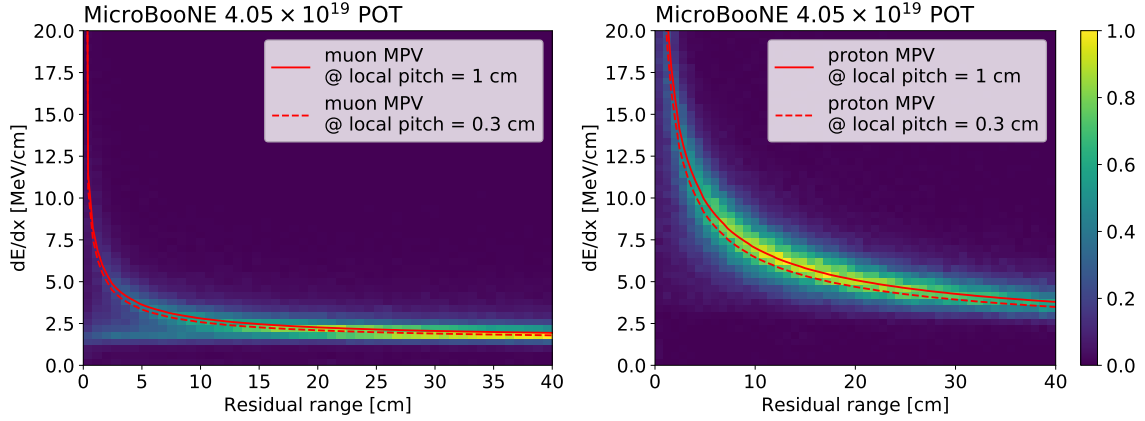 MicroBooNE 4.05 × 10¹⁹ POT
20.0
17.5
15.0
12.5
10.0
7.5
5.0
2.5
0.0
dE/dx [MeV/cm]
muon MPV
@ local pitch = 1 cm
muon MPV
@ local pitch = 0.3 cm
0
5
10
15
20
25
30
35
40
Residual range [cm]
MicroBooNE 4.05 × 10¹⁹ POT
20.0
17.5
15.0
12.5
10.0
7.5
5.0
2.5
0.0
dE/dx [MeV/cm]
proton MPV
@ local pitch = 1 cm
proton MPV
@ local pitch = 0.3 cm
0
10
20
30
40
Residual range [cm]
1.0
0.8
0.6
0.4
0.2
0.0